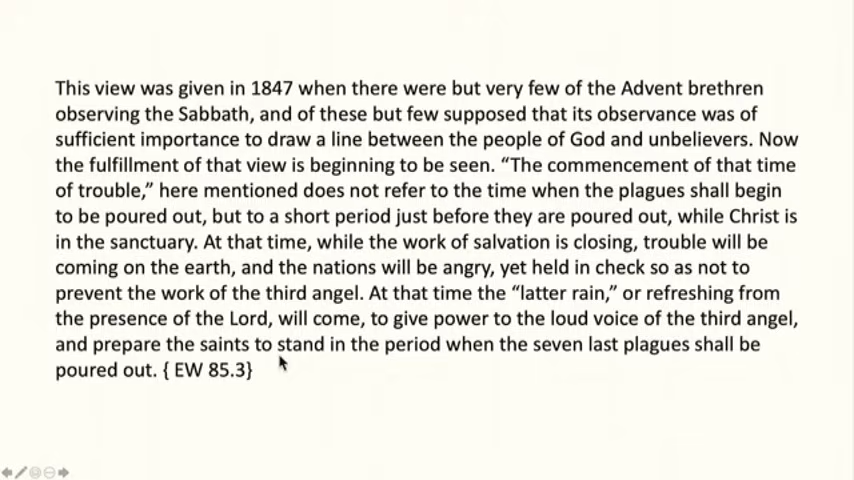 This view was given in 1847 when there were but very few of the Advent brethren
observing the Sabbath, and of these but few supposed that its observance was of
sufficient importance to draw a line between the people of God and unbelievers. Now
the fulfillment of that view is beginning to be seen. “The commencement of that time
of trouble,” here mentioned does not refer to the time when the plagues shall begin
to be poured out, but to a short period just before they are poured out, while Christ is
in the sanctuary. At that time, while the work of salvation is closing, trouble will be
coming on the earth, and the nations will be angry, yet held in check so as not to
prevent the work of the third angel. At that time the “latter rain,” or refreshing from
the presence of the Lord, will come, to give power to the loud voice of the third angel,
and prepare the saints to stand in the period when the seven last plagues shall be
poured out. { EW 85.3}